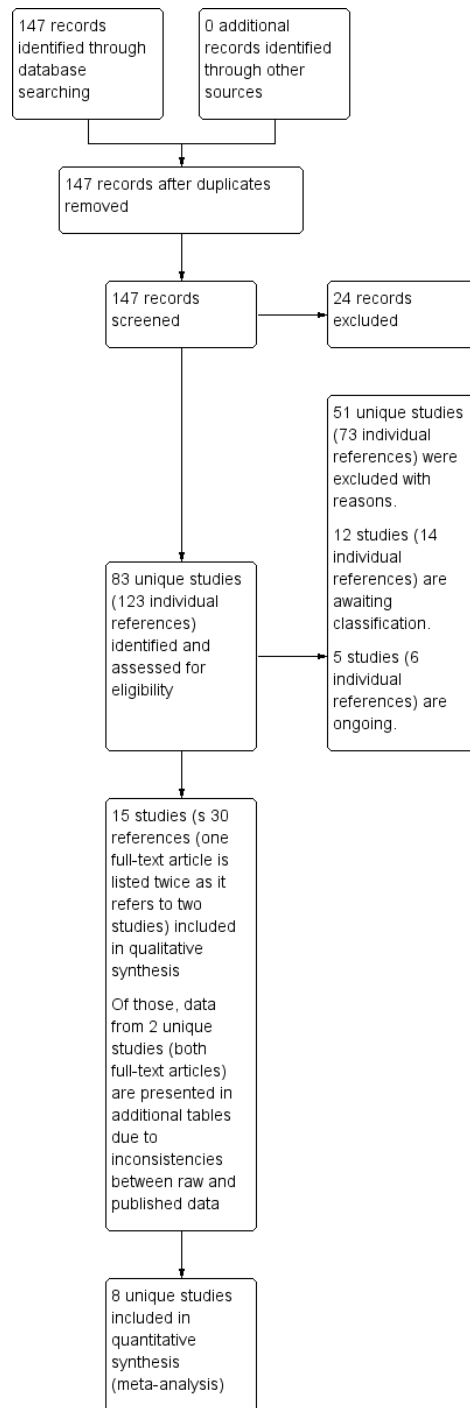 147 records
identified through
database
searching
0 additional
records identified
through other
sources
147 records after duplicates
removed
147 records
screened
24 records
excluded
83 unique studies
(123 individual
references)
identified and
assessed for
eligibility
51 unique studies
(73 individual
references) were
excluded with
reasons.
12 studies (14
individual
references) are
awaiting
classification.
5 studies (6
individual
references) are
ongoing.
15 studies (s 30
references (one
full-text article is
listed twice as it
refers to two
studies) included
in qualitative
synthesis
Of those, data
from 2 unique
studies (both
full-text articles)
are presented in
additional tables
due to
inconsistencies
between raw and
published data
8 unique studies
included in
quantitative
synthesis
(meta-analysis)